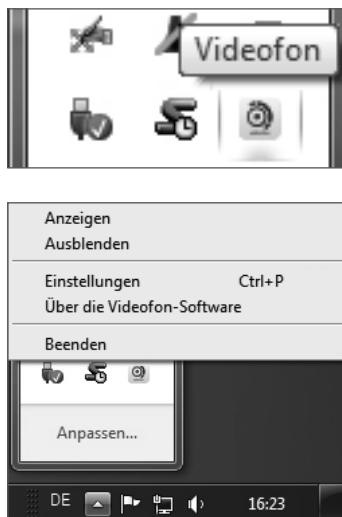 Videofon
Anzeigen
Ausblenden
Einstellungen Ctrl+P
Über die Videofon-Software
Beenden
Anpassen...
DE 16:23